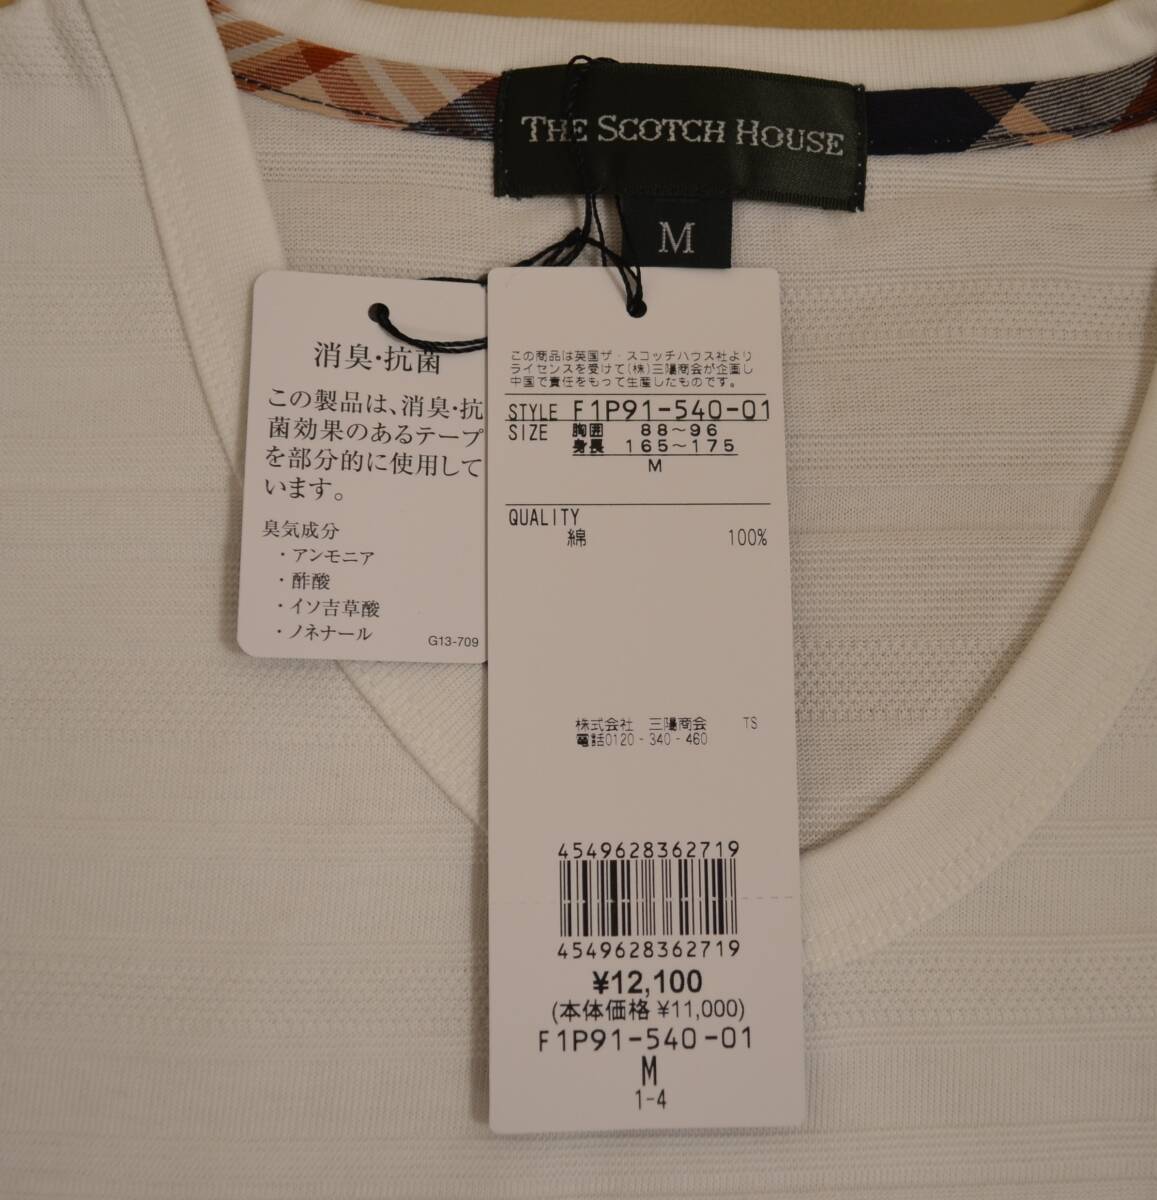 THE SCOTCH HOUSE
M
消臭・抗菌
この製品は、消臭・抗
菌効果のあるテープ
を部分的に使用して
います。
臭気成分
・アンモニア
・酢酸
・イソ吉草酸
・ノネナール
G13-709
この商品は英国ザ・スコッチハウス社より
ライセンスを受けて(株)三陽商会が企画し
中国で責任をもって生産したものです。
STYLE F1P91-540-01
SIZE 胸囲 88~96
身長 165~175
M
QUALITY
綿 100%
株式会社 三陽商会 TS
電話0120-340-460
4549628362719
4549628362719
¥12,100
(本体価格 ¥11,000)
F1P91-540-01
M
1-4